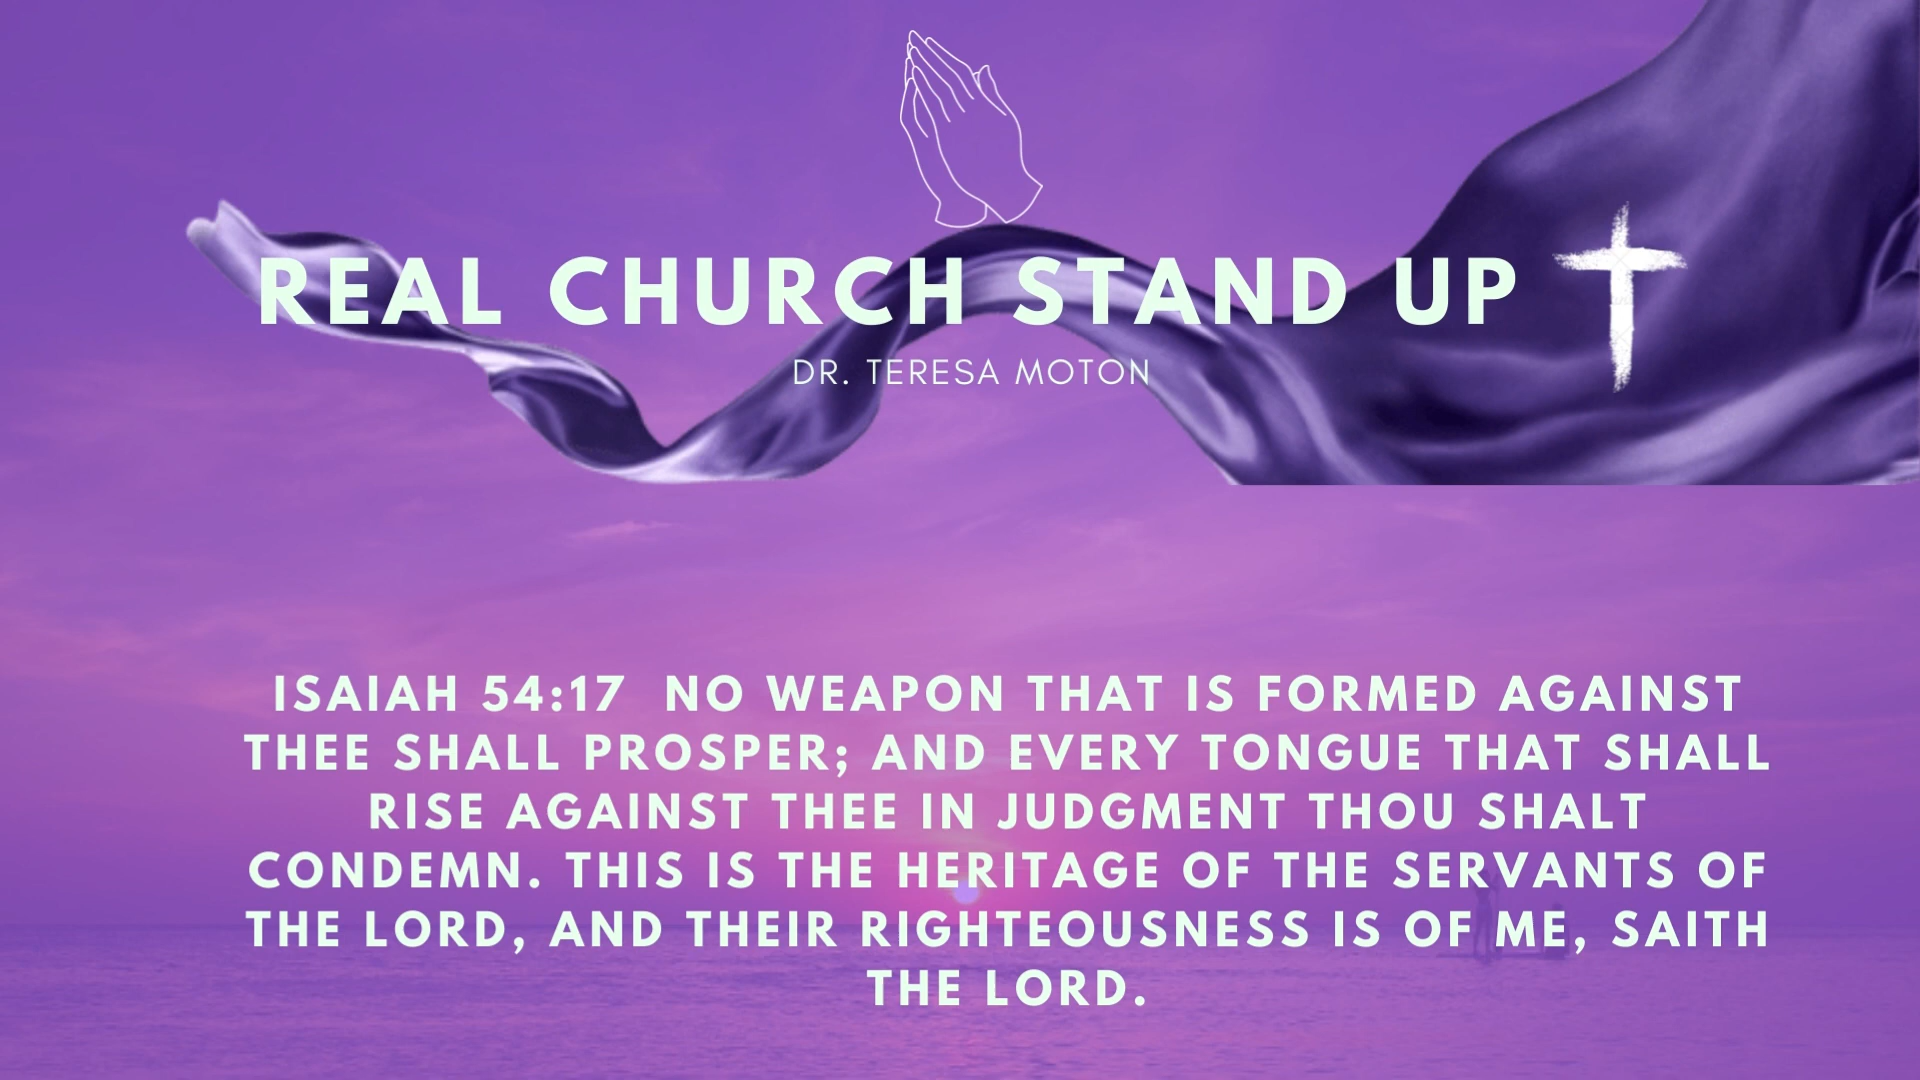 REAL CHURCH STAND UP
DR. TERESA MOTON
ISAIAH 54:17  NO WEAPON THAT IS FORMED AGAINST
THEE SHALL PROSPER; AND EVERY TONGUE THAT SHALL
RISE AGAINST THEE IN JUDGMENT THOU SHALT
CONDEMN. THIS IS THE HERITAGE OF THE SERVANTS OF
THE LORD, AND THEIR RIGHTEOUSNESS IS OF ME, SAITH
THE LORD.